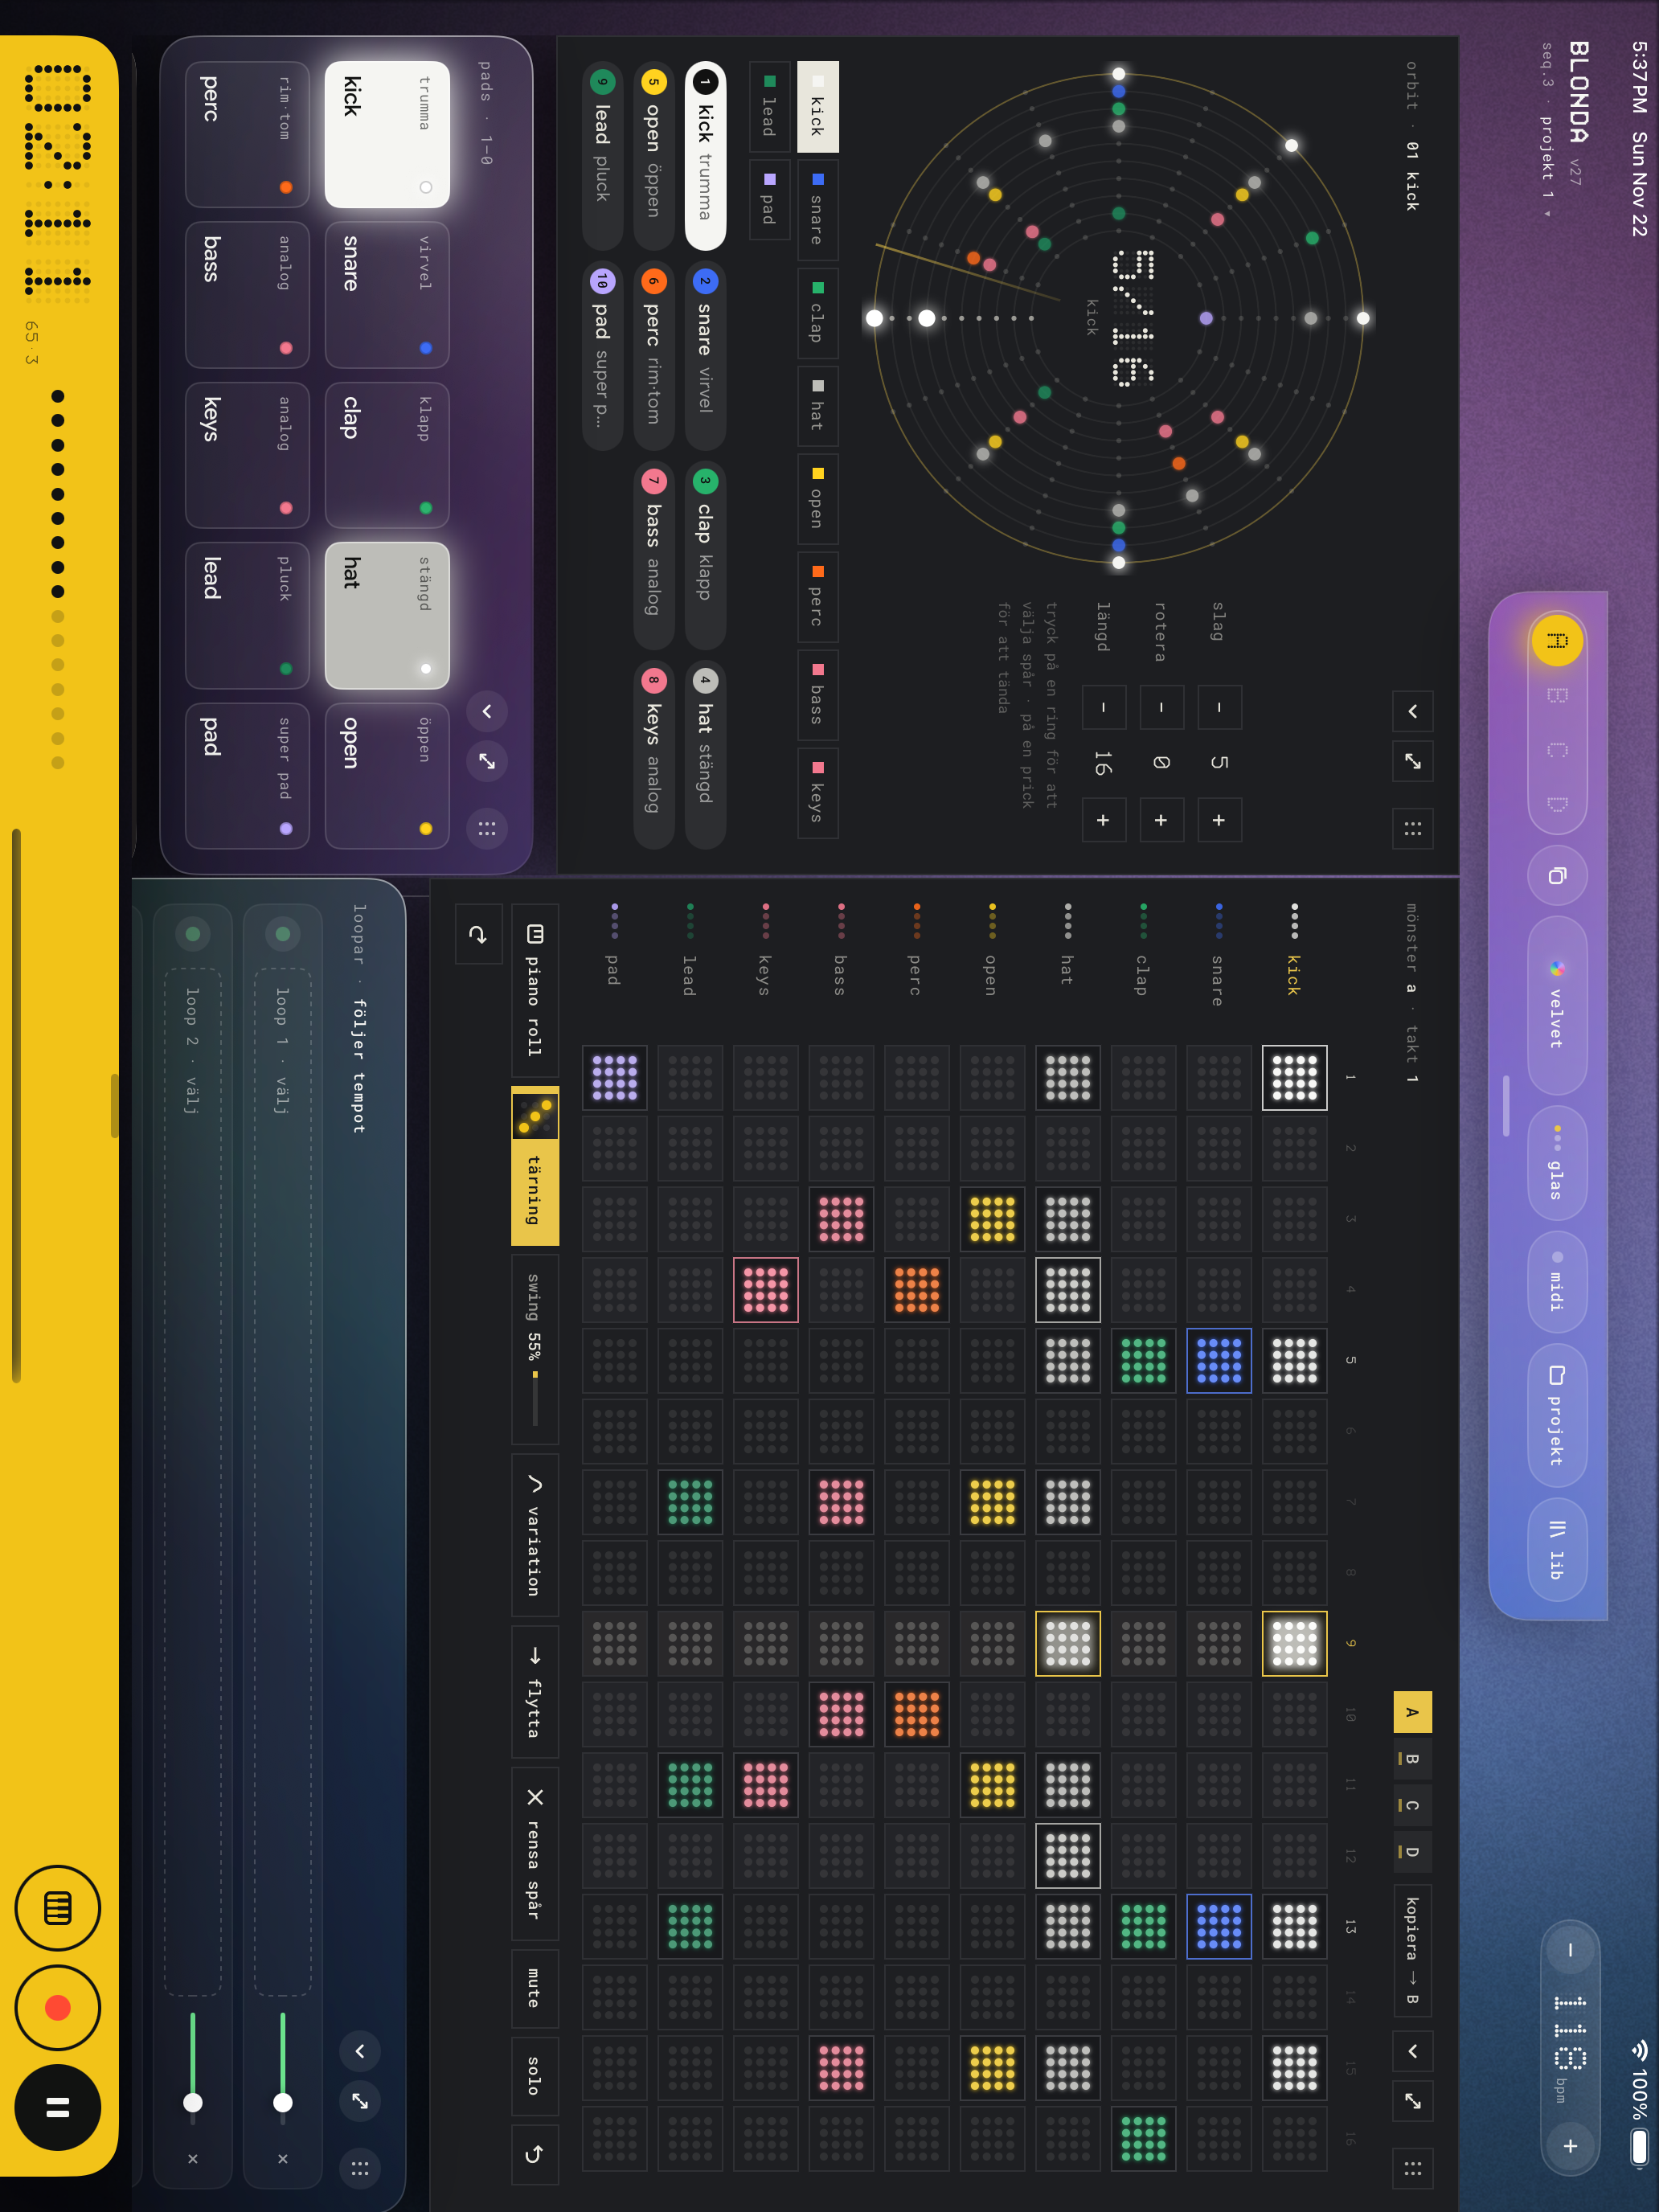 5:37 PM Sun Nov 22
100%
BLONDA v27
seq.3 · projekt 1
A B C D
velvet
glas
midi
projekt
lib
− 118 bpm +
orbit · 01 kick
5/16
kick
slag − 5 +
rotera − 0 +
längd − 16 +
tryck på en ring för att
välja spår · på en prick
för att tända
kick snare clap hat open perc bass keys
lead pad
1 kick trumma 2 snare virvel 3 clap klapp 4 hat stängd
5 open öppen 6 perc rim·tom 7 bass analog 8 keys analog
9 lead pluck 10 pad super p...
pads · 1–0
trumma virvel klapp stängd öppen
kick snare clap hat open
rim·tom analog analog pluck super pad
perc bass keys lead pad
mönster a · takt 1
A B C D kopiera → B
1 2 3 4 5 6 7 8 9 10 11 12 13 14 15 16
kick
snare
clap
hat
open
perc
bass
keys
lead
pad
piano roll tärning swing 55% variation flytta rensa spår mute solo
loopar · följer tempot
loop 1 · välj ×
loop 2 · välj ×
65·3